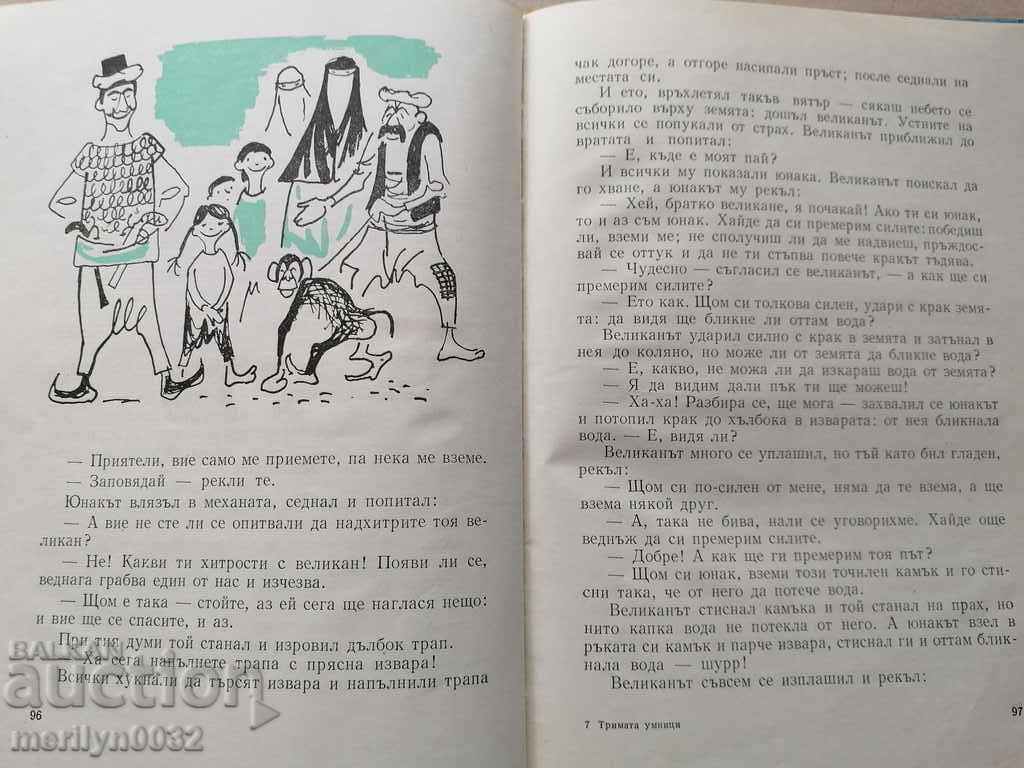 — Приятели, вие само ме приемете, па нека ме вземе.
— Заповядай — рекли те.
Юнакът влязъл в механата, седнал и попитал:
— А вие не сте ли се опитвали да надхитрите тоя ве-
ликан?
— Не! Какви ти хитрости с великан! Появи ли се,
веднага грабва един от нас и изчезва.
— Щом е така — стойте, аз ей сега ще наглася нещо:
и вие ще се спасите, и аз.
При тия думи той станал и изровил дълбок трап.
— Ха сега напълнете трапа с прясна извара!
Всички хукнали да търсят извара и напълнили трапа
96
чак догоре, а отгоре насипали пръст; после седнали на
местата си.
И ето, връхлетял такъв вятър — сякаш небето се
съборило върху земята: дошъл великанът. Устните на
всички се попукали от страх. Великанът приближил до
вратата и попитал:
— Е, къде е моят пай?
И всички му показали юнака. Великанът поискал да
го хване, а юнакът му рекъл:
— Хей, братко великане, я почакай! Ако ти си юнак,
то и аз съм юнак. Хайде да си премерим силите: победиш
ли, вземи ме; не сполучиш ли да ме надвиеш, пръждос-
вай се оттук и да не ти стъпва повече кракът тъдява.
— Чудесно — съгласил се великанът, — а как ще си
премерим силите?
— Ето как. Щом си толкова силен, удари с крак земя-
та: да видя ще бликне ли оттам вода?
Великанът ударил силно с крак в земята и затънал в
нея до коляно, но може ли от земята да бликне вода?
— Е, какво, не можа ли да изкараш вода от земята?
— Я да видим дали пък ти ще можеш!
— Ха-ха! Разбира се, ще мога — захвалил се юнакът
и потопил крак до хълбока в изварата: от нея бликнала
вода. — Е, видя ли?
Великанът много се уплашил, но тъй като бил гладен,
рекъл:
— Щом си по-силен от мене, няма да те взема, а ще
взема някой друг.
— А, така не бива, нали се уговорихме. Хайде още
веднъж да си премерим силите.
— Добре! А как ще ги премерим тоя път?
— Щом си юнак, вземи този точилен камък и го сти-
сни така, че от него да потече вода.
Великанът стиснал камъка и той станал на прах, но
нито капка вода не потекла от него. А юнакът взел в
ръката си камък и парче извара, стиснал ги и оттам блик-
нала вода — шурр!
Великанът съвсем се изплашил и рекъл:
7 Тримата умници
97
BALKAN
auction
merilyn0032